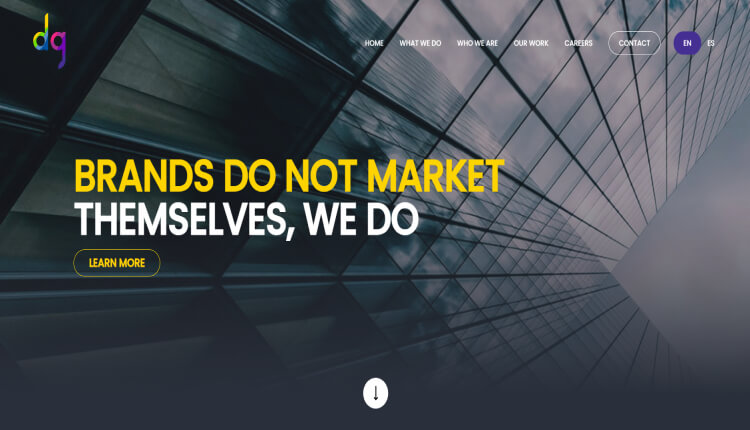 dg
HOME
WHAT WE DO
WHO WE ARE
OUR WORK
CAREERS
CONTACT
EN
ES
BRANDS DO NOT MARKET
THEMSELVES, WE DO
LEARN MORE